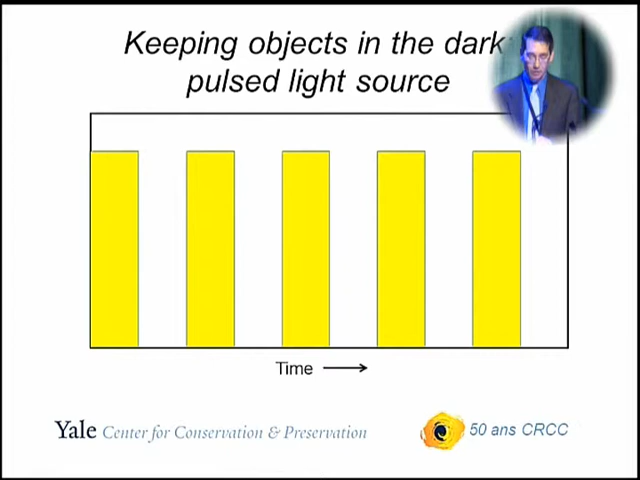 Keeping objects in the dark
pulsed light source
Time
Yale Center for Conservation & Preservation
50 ans CRCC